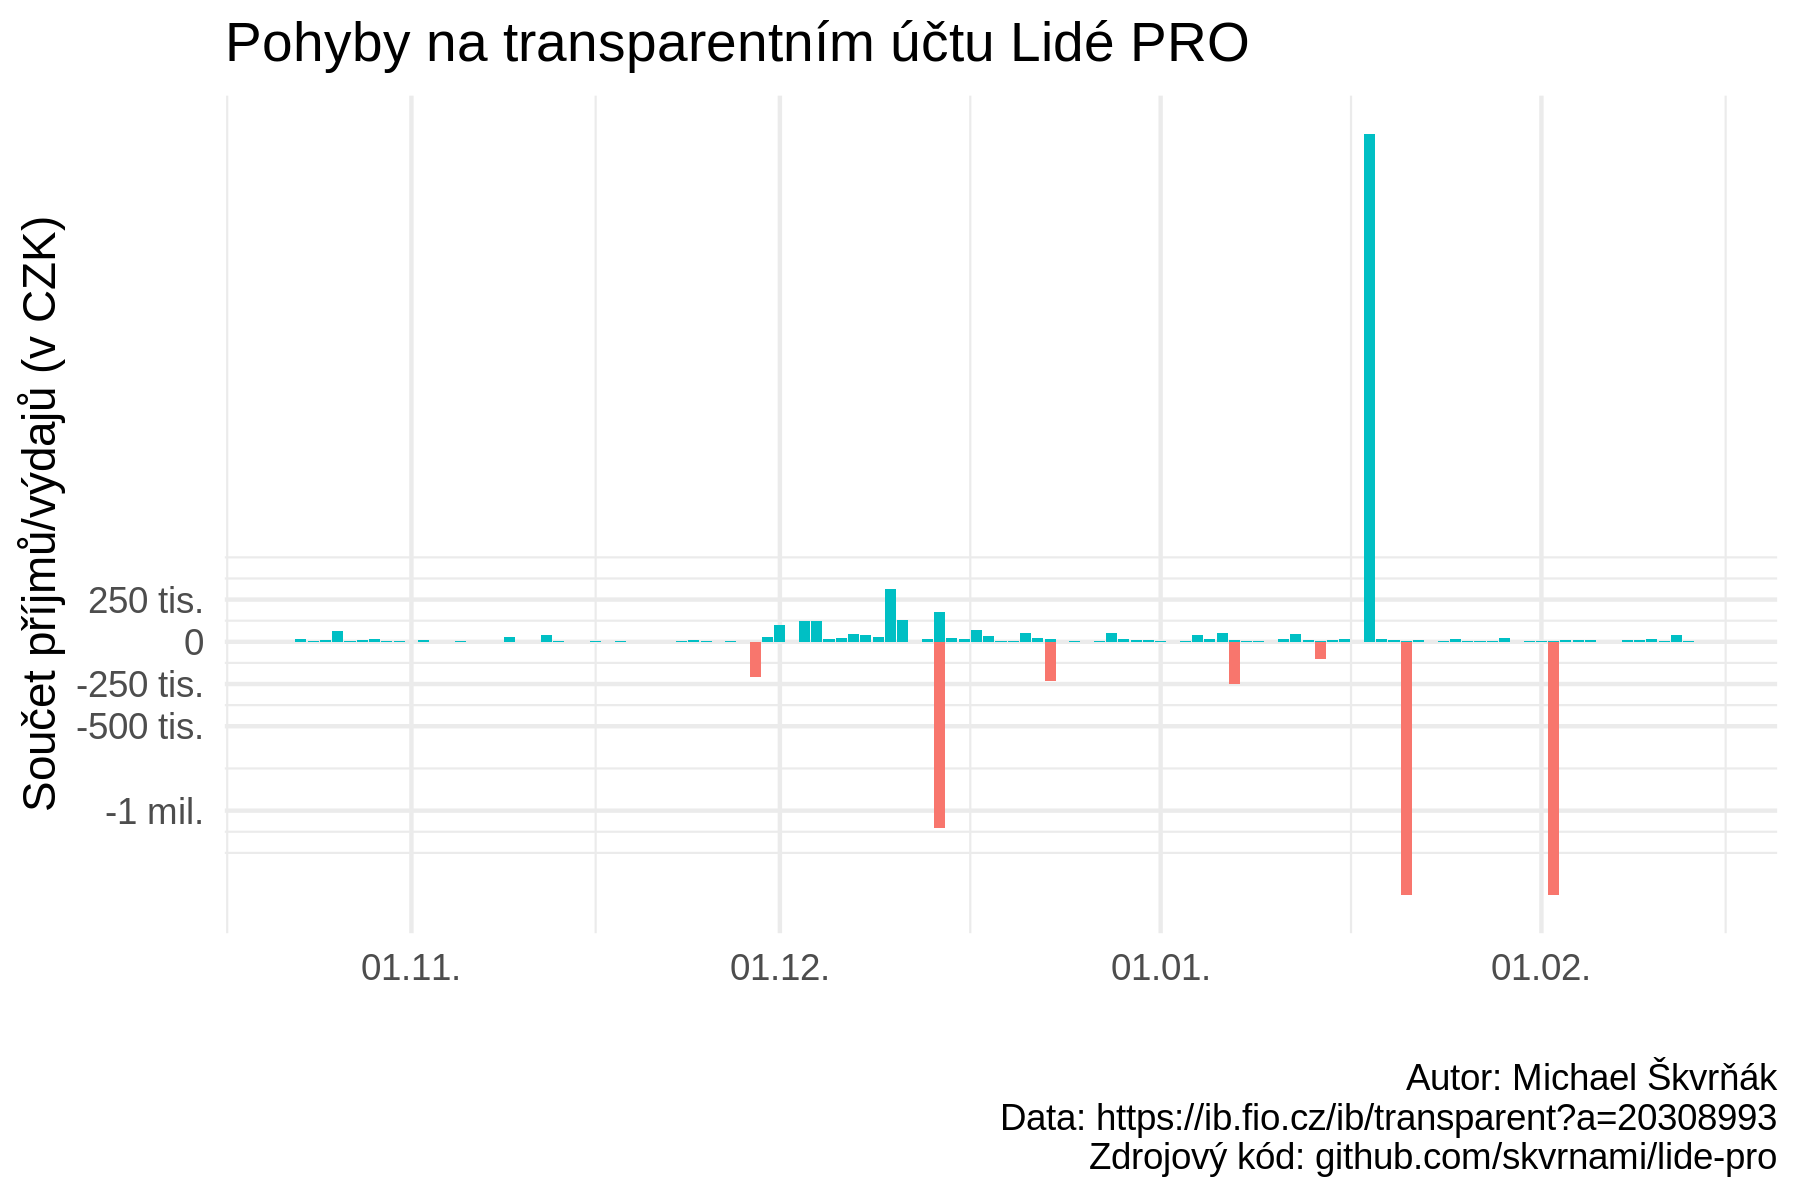 Pohyby na transparentním účtu Lidé PRO
Součet příjmů/výdajů (v CZK)
250 tis.
0
-250 tis.
-500 tis.
-1 mil.
01.11.
01.12.
01.01.
01.02.
Autor: Michael Škvrňák
Data: https://ib.fio.cz/ib/transparent?a=20308993
Zdrojový kód: github.com/skvrnami/lide-pro